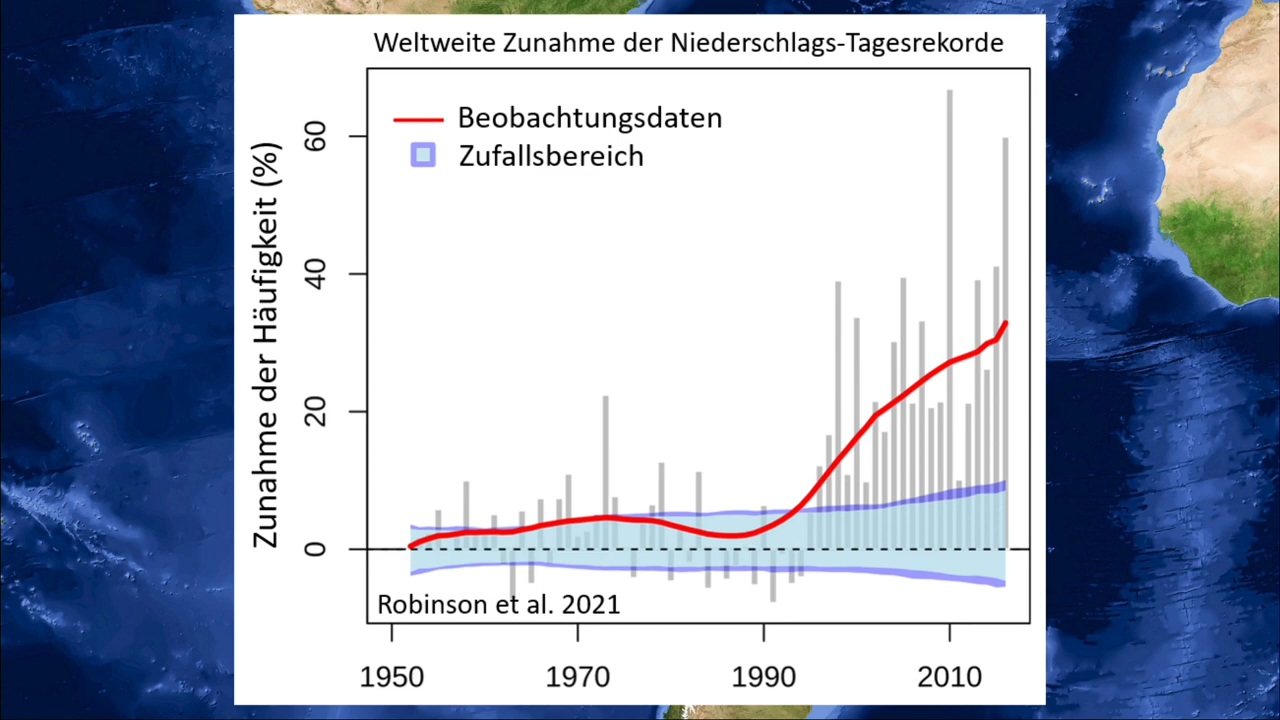 Weltweite Zunahme der Niederschlags-Tagesrekorde
Beobachtungsdaten
Zufallsbereich
Zunahme der Häufigkeit (%)
60
40
20
0
Robinson et al. 2021
1950 1970 1990 2010